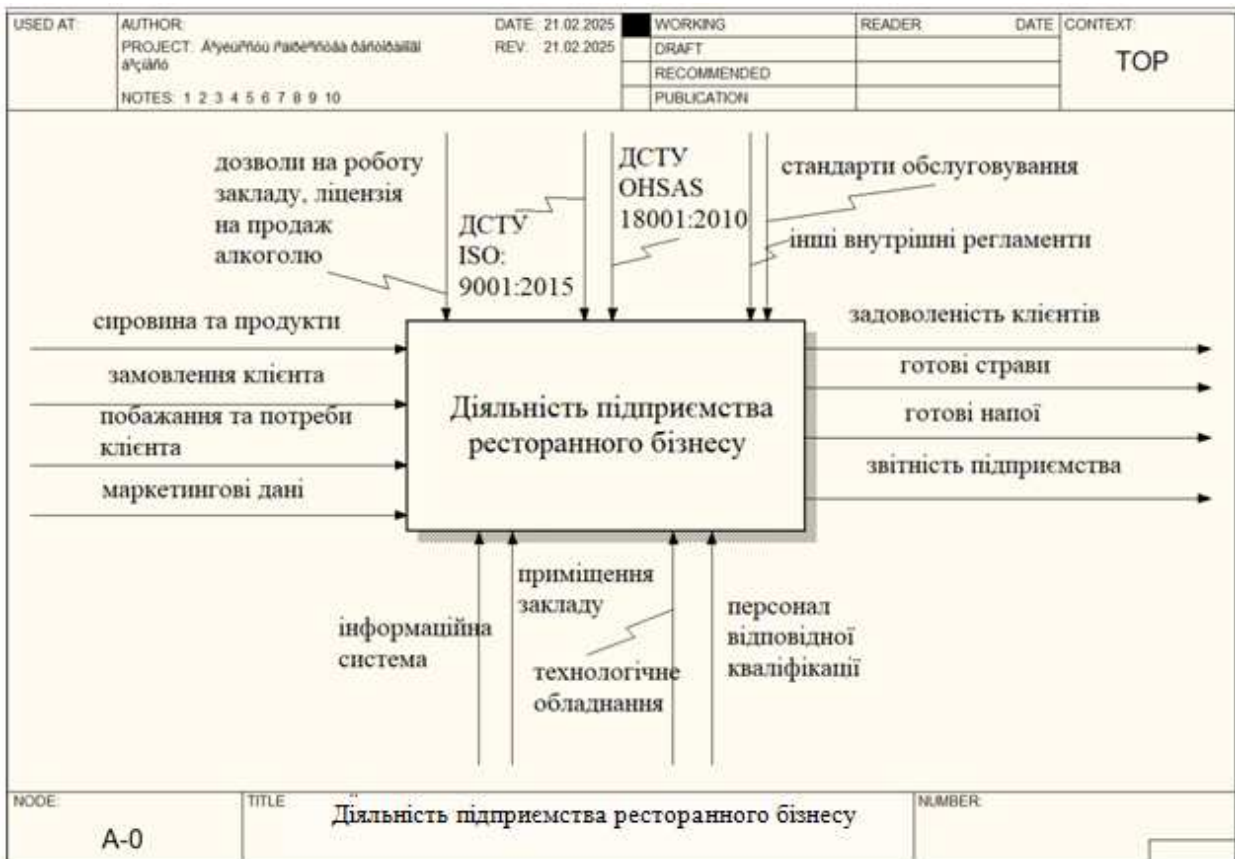 USED AT:
AUTHOR:
DATE: 21.02.2025
PROJECT:
REV: 21.02.2025
NOTES: 1 2 3 4 5 6 7 8 9 10
WORKING
DRAFT
RECOMMENDED
PUBLICATION
READER
DATE
CONTEXT:
TOP
дозволи на роботу
закладу, ліцензія
на продаж
алкоголю
ДСТУ
ISO:
9001:2015
ДСТУ
OHSAS
18001:2010
стандарти обслуговування
інші внутрішні регламенти
сировина та продукти
замовлення клієнта
побажання та потреби
клієнта
маркетингові дані
Діяльність підприємства
ресторанного бізнесу
задоволеність клієнтів
готові страви
готові напої
звітність підприємства
інформаційна
система
приміщення
закладу
технологічне
обладнання
персонал
відповідної
кваліфікації
NODE:
A-0
TITLE
Діяльність підприємства ресторанного бізнесу
NUMBER: